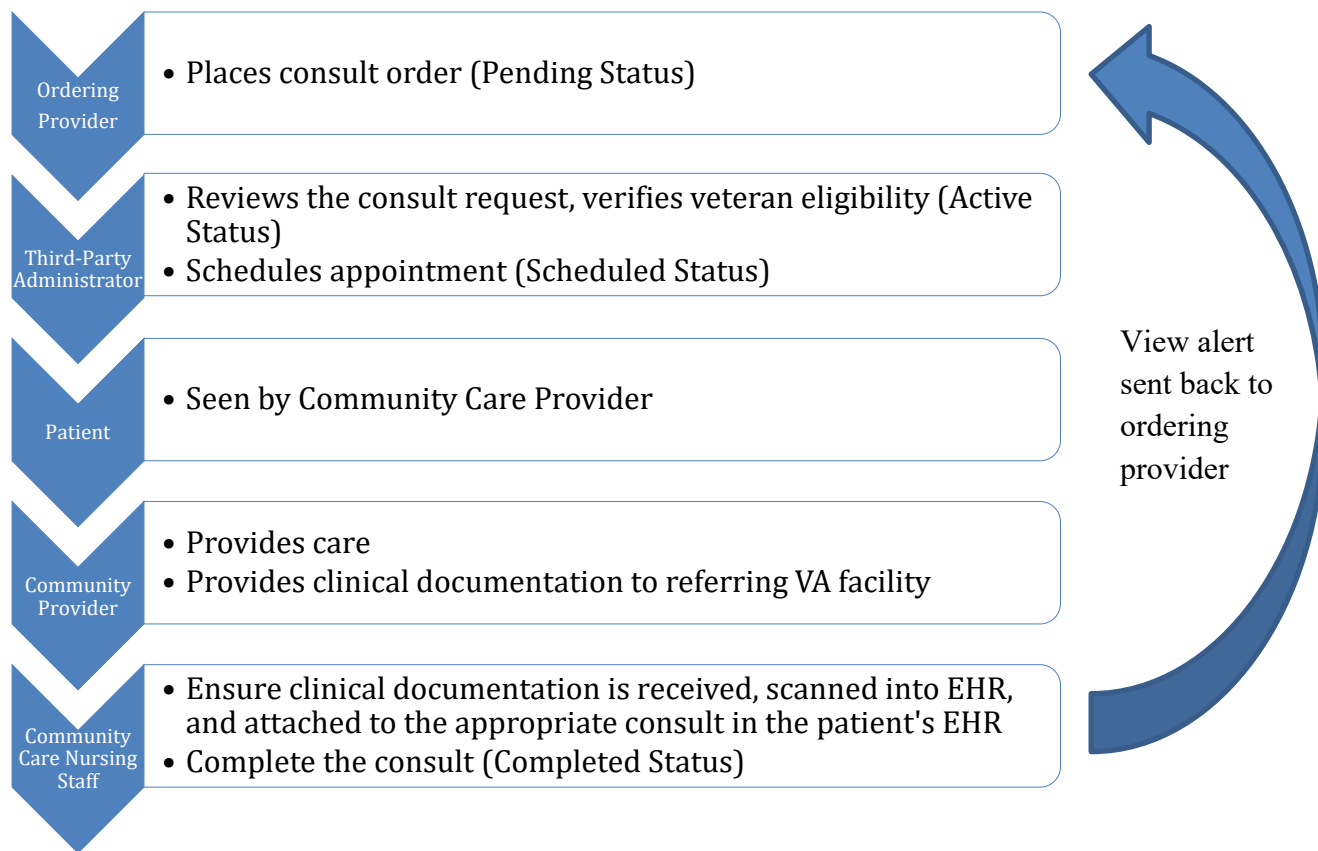 Ordering
Provider
• Places consult order (Pending Status)
Third-Party
Administrator
• Reviews the consult request, verifies veteran eligibility (Active
Status)
• Schedules appointment (Scheduled Status)
Patient
• Seen by Community Care Provider
Community
Provider
• Provides care
• Provides clinical documentation to referring VA facility
Community
Care Nursing
Staff
• Ensure clinical documentation is received, scanned into EHR,
and attached to the appropriate consult in the patient's EHR
• Complete the consult (Completed Status)
View alert
sent back to
ordering
provider